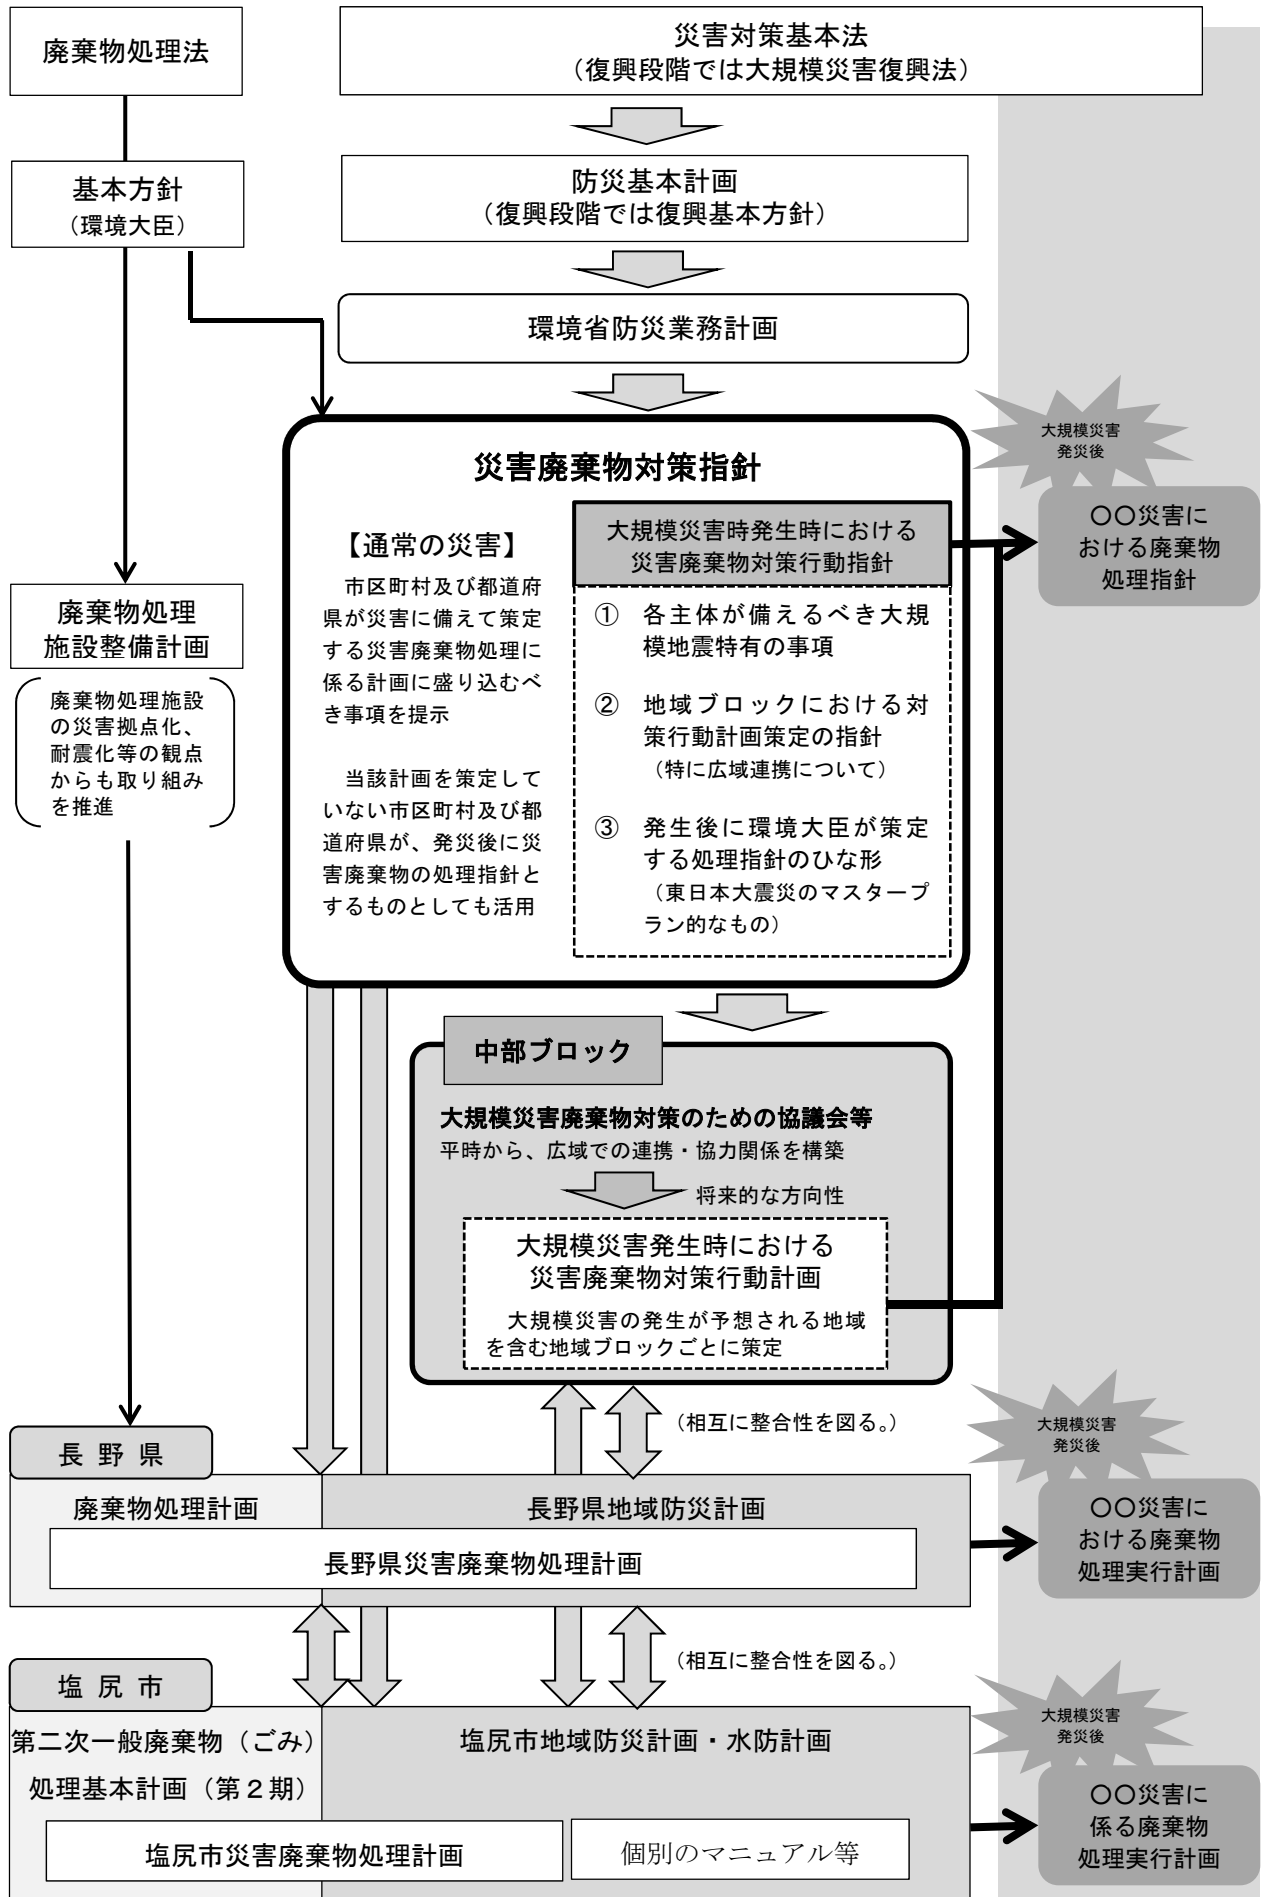 廃棄物処理法
災害対策基本法
（復興段階では大規模災害復興法）
基本方針
（環境大臣）
防災基本計画
（復興段階では復興基本方針）
環境省防災業務計画
大規模災害
発災後
〇〇災害に
おける廃棄物
処理指針
災害廃棄物対策指針
【通常の災害】
市区町村及び都道府
県が災害に備えて策定
する災害廃棄物処理に
係る計画に盛り込むべ
き事項を提示
当該計画を策定して
いない市区町村及び都
道府県が、発災後に災
害廃棄物の処理指針と
するものとしても活用
大規模災害時発生時における
災害廃棄物対策行動指針
① 各主体が備えるべき大規
模地震特有の事項
② 地域ブロックにおける対
策行動計画策定の指針
（特に広域連携について）
③ 発生後に環境大臣が策定
する処理指針のひな形
（東日本大震災のマスタープ
ラン的なもの）
廃棄物処理
施設整備計画
廃棄物処理施設
の災害拠点化、
耐震化等の観点
からも取り組み
を推進
中部ブロック
大規模災害廃棄物対策のための協議会等
平時から、広域での連携・協力関係を構築
将来的な方向性
大規模災害発生時における
災害廃棄物対策行動計画
大規模災害の発生が予想される地域
を含む地域ブロックごとに策定
（相互に整合性を図る。）
大規模災害
発災後
長 野 県
廃棄物処理計画
長野県地域防災計画
長野県災害廃棄物処理計画
〇〇災害に
おける廃棄物
処理実行計画
（相互に整合性を図る。）
大規模災害
発災後
塩 尻 市
第二次一般廃棄物（ごみ）
処理基本計画（第２期）
塩尻市地域防災計画・水防計画
塩尻市災害廃棄物処理計画
個別のマニュアル等
〇〇災害に
係る廃棄物
処理実行計画